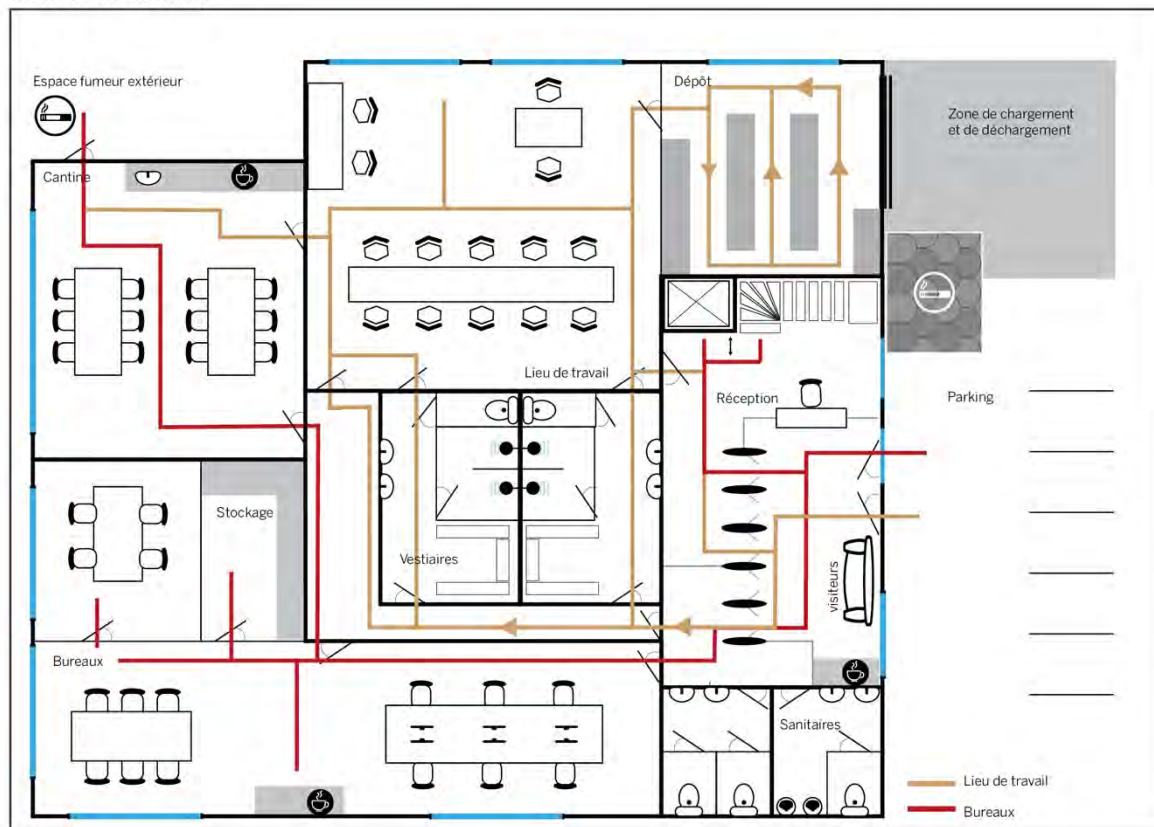 Espace fumeur extérieur
Dépôt
Zone de chargement
et de déchargement
Cantine
Lieu de travail
Réception
Parking
Stockage
Vestiaires
visiteurs
Bureaux
Sanitaires
Lieu de travail
Bureaux